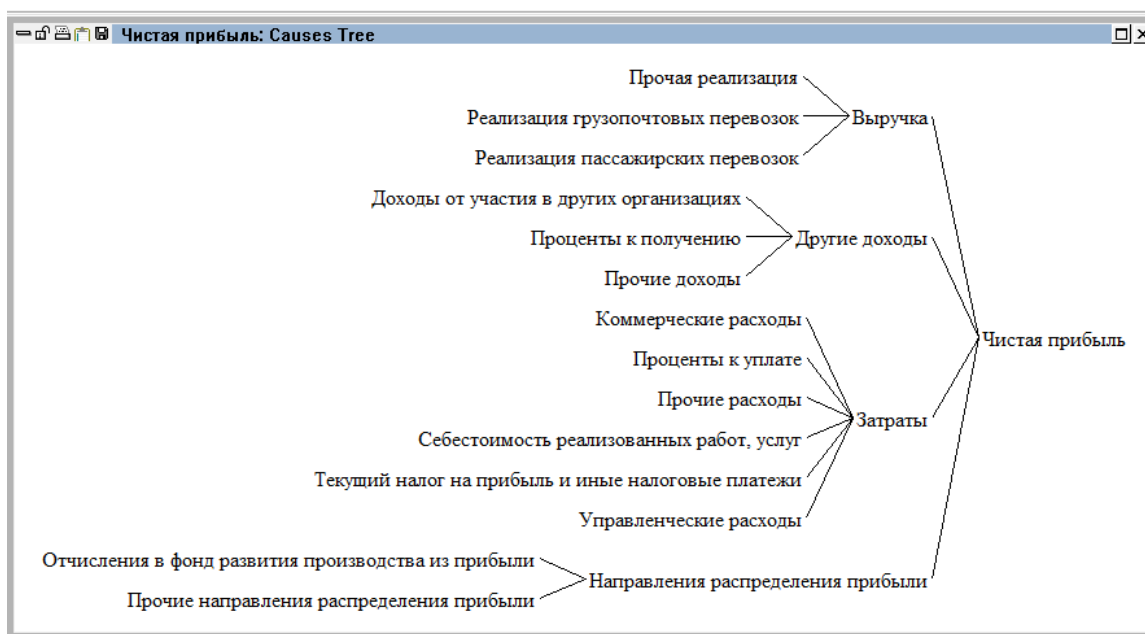 Чистая прибыль: Causes Tree
Прочая реализация
Реализация грузопочтовых перевозок
Выручка
Реализация пассажирских перевозок
Доходы от участия в других организациях
Проценты к получению
Другие доходы
Прочие доходы
Коммерческие расходы
Чистая прибыль
Проценты к уплате
Прочие расходы
Затраты
Себестоимость реализованных работ, услуг
Текущий налог на прибыль и иные налоговые платежи
Управленческие расходы
Отчисления в фонд развития производства из прибыли
Направления распределения прибыли
Прочие направления распределения прибыли